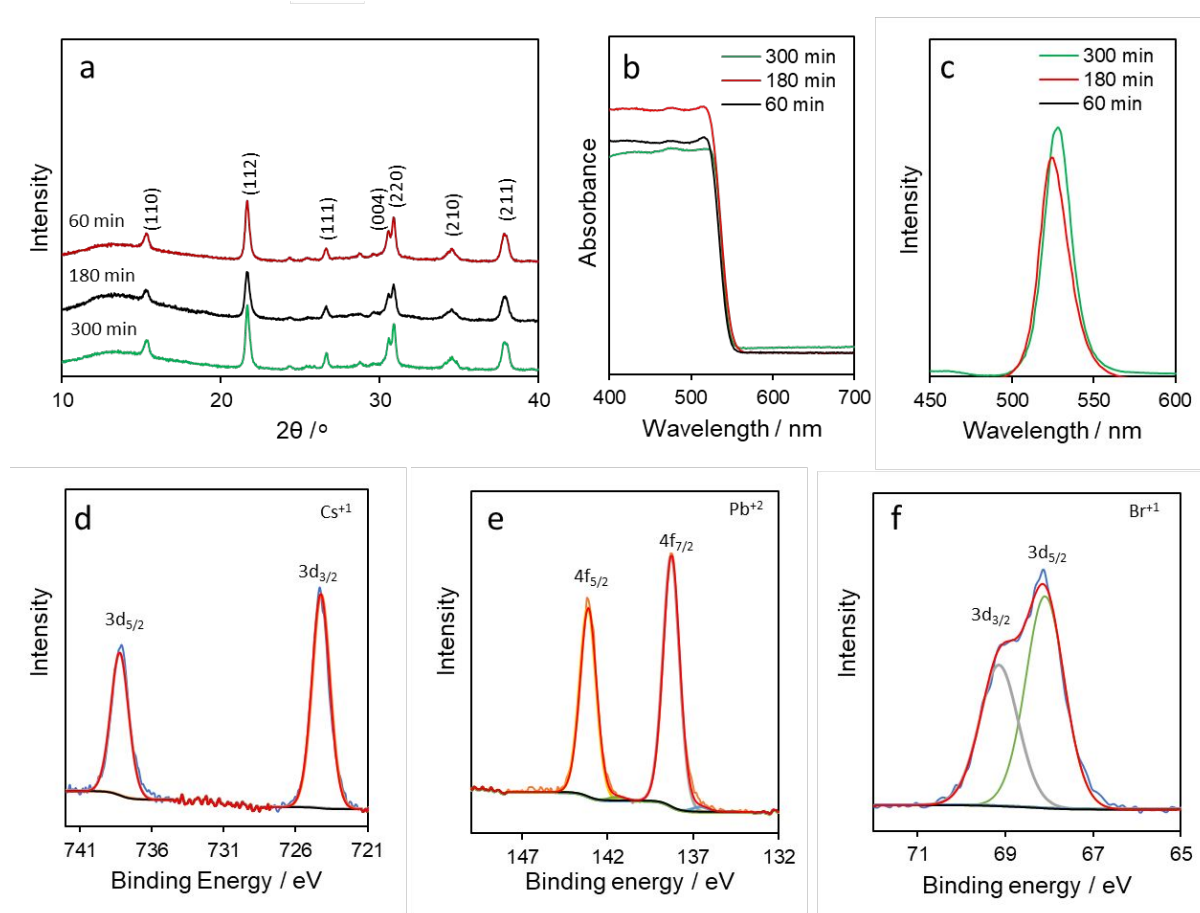 a
Intensity
60 min
180 min
300 min
(110)
(112)
(111)
(004)
(220)
(210)
(211)
10
20
30
40
2θ /°
b
300 min
180 min
60 min
Absorbance
400
500
600
700
Wavelength / nm
c
300 min
180 min
60 min
Intensity
450
500
550
600
Wavelength / nm
d
Cs+1
3d5/2
3d3/2
Intensity
741
736
731
726
721
Binding Energy / eV
e
Pb+2
4f5/2
4f7/2
Intensity
147
142
137
132
Binding energy / eV
f
Br+1
3d3/2
3d5/2
Intensity
71
69
67
65
Binding energy / eV